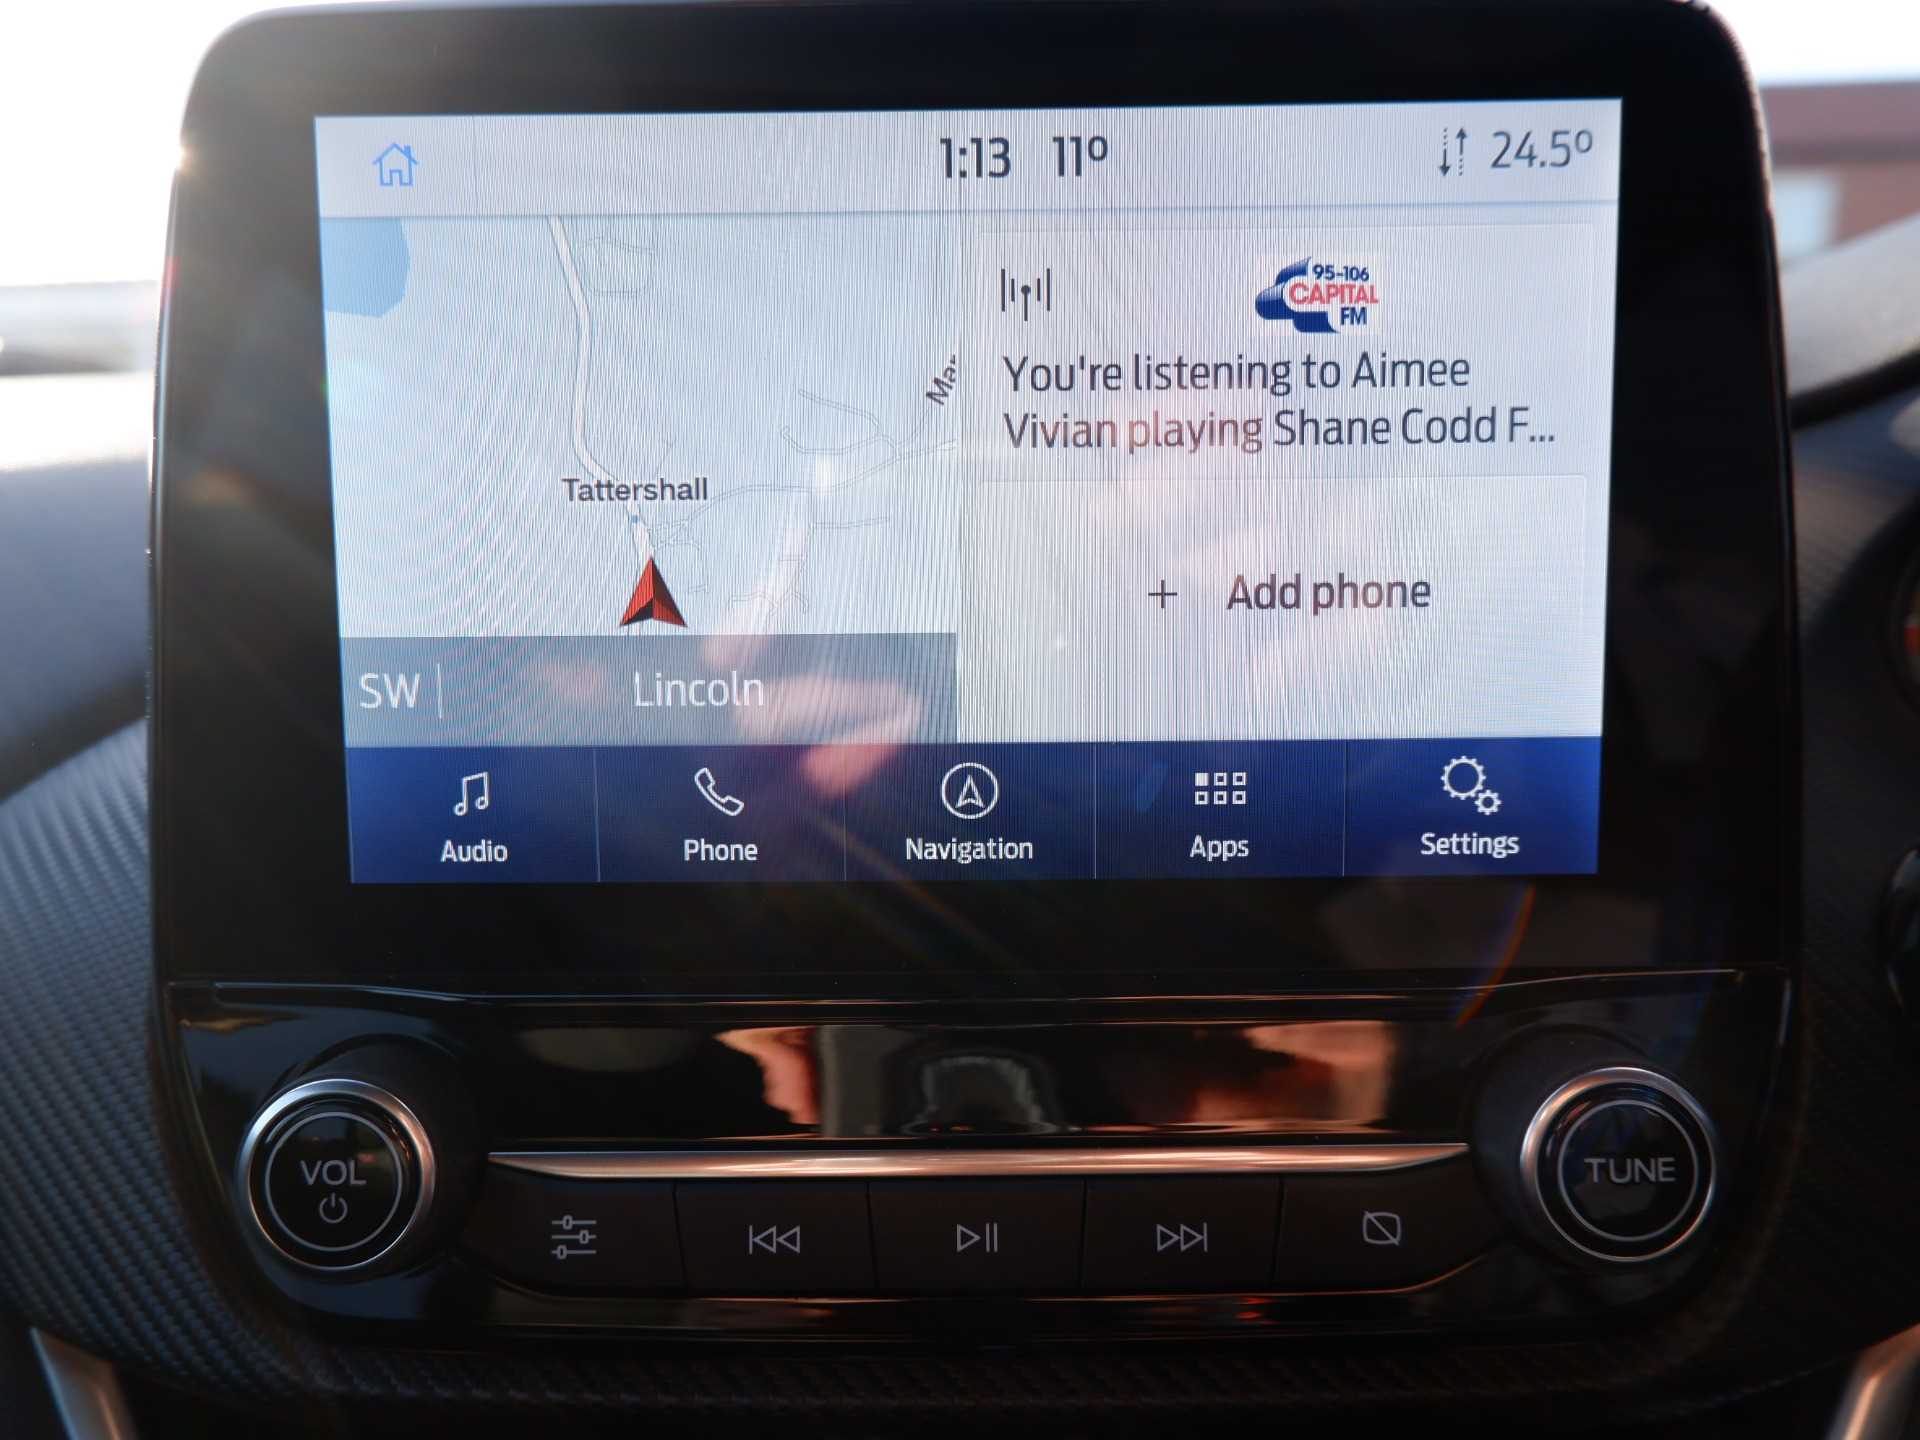 1:13 11° 24.5°
95-106
CAPITAL
FM
You're listening to Aimee
Vivian playing Shane Codd F...
Tattershall
+ Add phone
SW | Lincoln
Audio Phone Navigation Apps Settings
VOL
TUNE